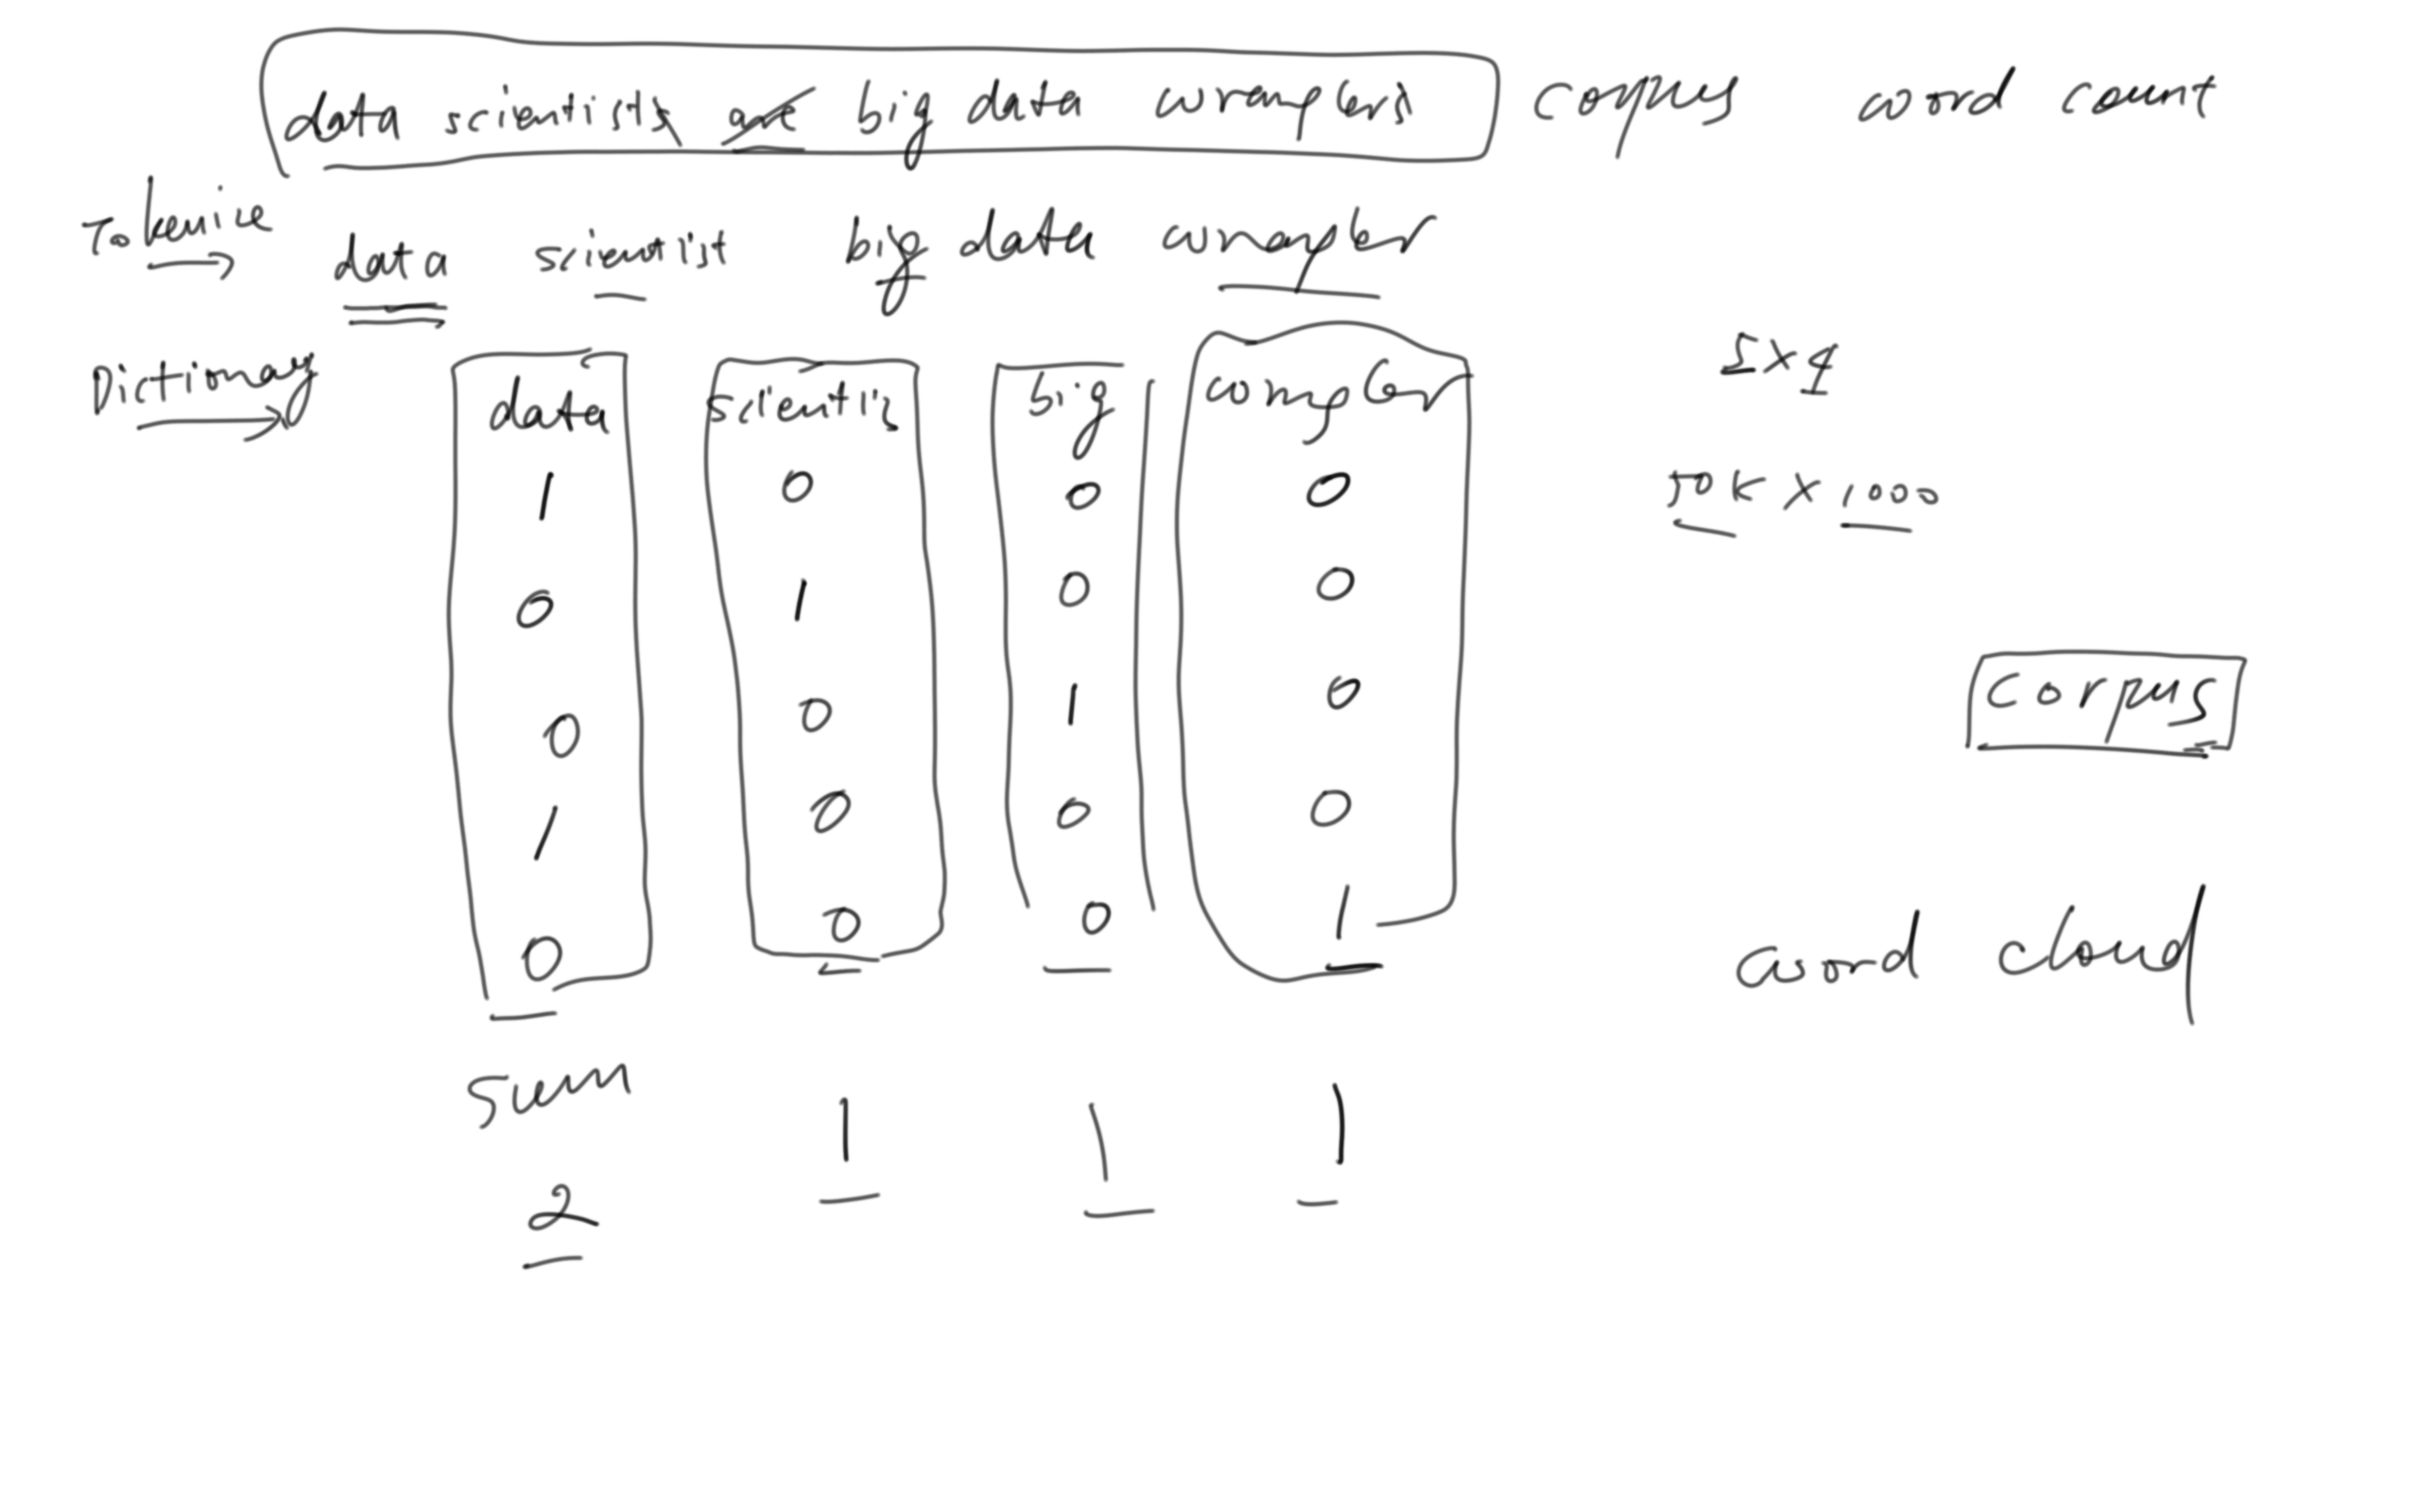 data scientists are big data wranglers corpus word count
Tokenize
data scientist big data wrangler
Dictionary data scientis big wrangler 5x4
1 0 0 0 50K x 1000
0 1 0 0
0 0 1 0 corpus
1 0 0 0
0 0 0 1 word cloud
sum 1 1 1
2